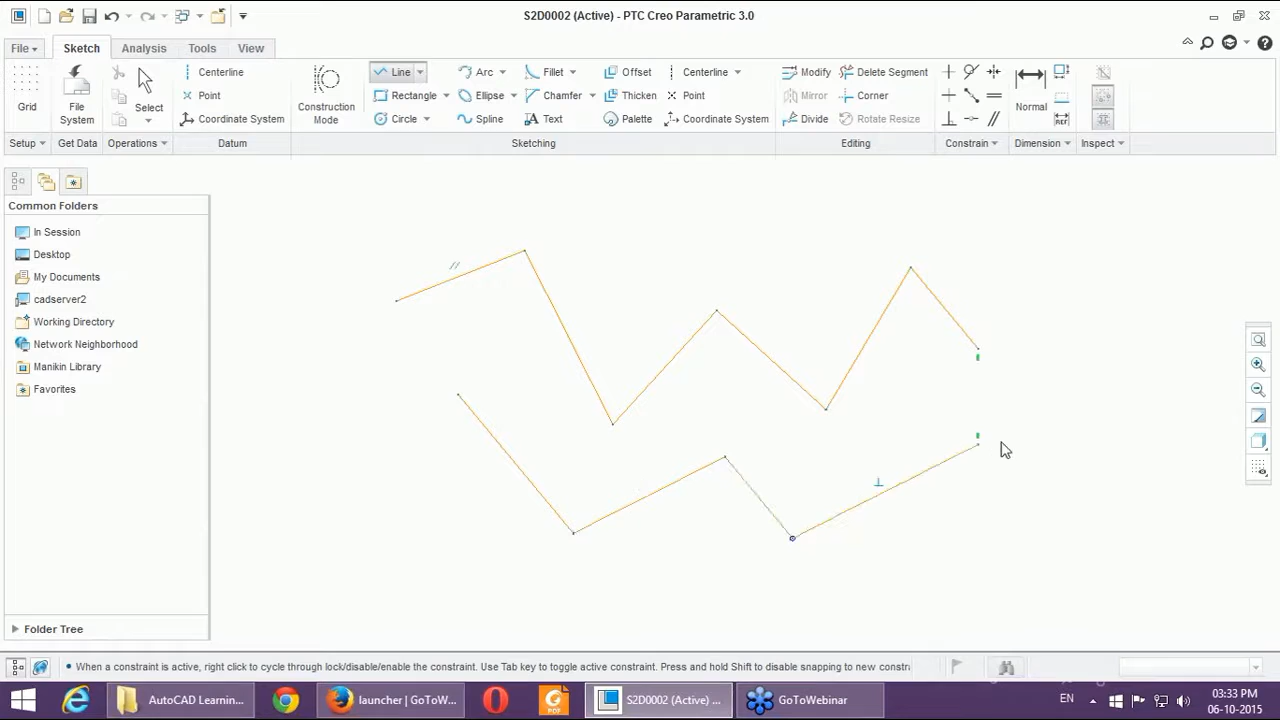 S2D0002 (Active) - PTC Creo Parametric 3.0
File Sketch Analysis Tools View
Centerline Line Arc Fillet Offset Centerline Modify Delete Segment
Point Rectangle Ellipse Chamfer Thicken Point Mirror Corner
Grid File System Select Coordinate System Construction Mode Circle Spline Text Palette Coordinate System Divide Rotate Resize Normal
Setup Get Data Operations Datum Sketching Editing Constrain Dimension Inspect
Common Folders
In Session
Desktop
My Documents
cadserver2
Working Directory
Network Neighborhood
Manikin Library
Favorites
Folder Tree
When a constraint is active, right click to cycle through lock/disable/enable the constraint. Use Tab key to toggle active constraint. Press and hold Shift to disable snapping to new constri
AutoCAD Learnin... launcher | GoToW... S2D0002 (Active) ... GoToWebinar EN 03:33 PM
06-10-2015